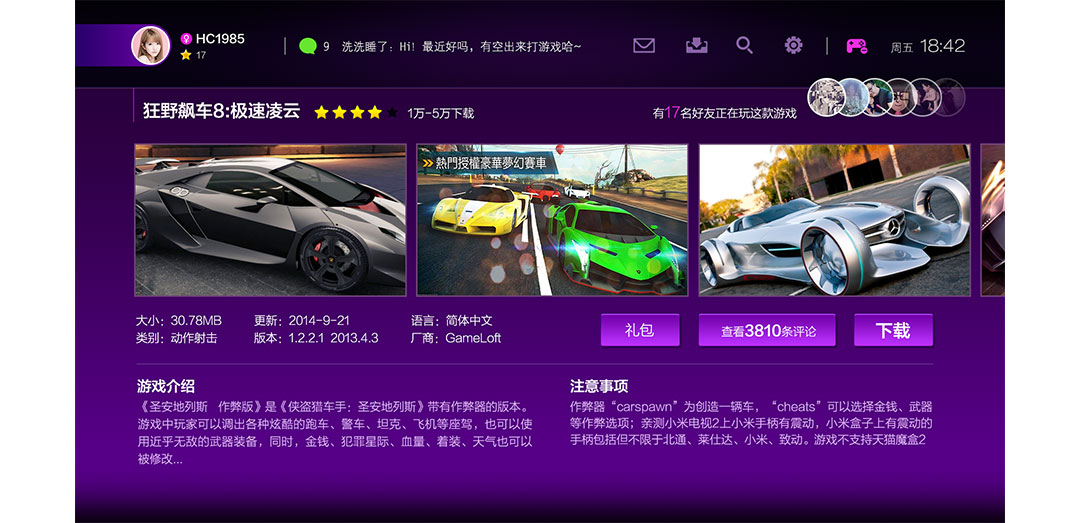 HC1985
17
9 洗洗睡了：Hi！最近好吗，有空出来打游戏哈~
周五 18:42
狂野飙车8:极速凌云
1万-5万下载
有17名好友正在玩这款游戏
熱門授權豪華夢幻賽車
大小：30.78MB 更新：2014-9-21 语言：简体中文
类别：动作射击 版本：1.2.2.1 2013.4.3 厂商：GameLoft
礼包
查看3810条评论
下载
游戏介绍
《圣安地列斯 作弊版》是《侠盗猎车手：圣安地列斯》带有作弊器的版本。
游戏中玩家可以调出各种炫酷的跑车、警车、坦克、飞机等座驾，也可以使
用近乎无敌的武器装备，同时，金钱、犯罪星际、血量、着装、天气也可以
被修改...
注意事项
作弊器“carspawn”为创造一辆车，“cheats”可以选择金钱、武器
等作弊选项；亲测小米电视2上小米手柄有震动，小米盒子上有震动的
手柄包括但不限于北通、莱仕达、小米、致动。游戏不支持天猫魔盒2